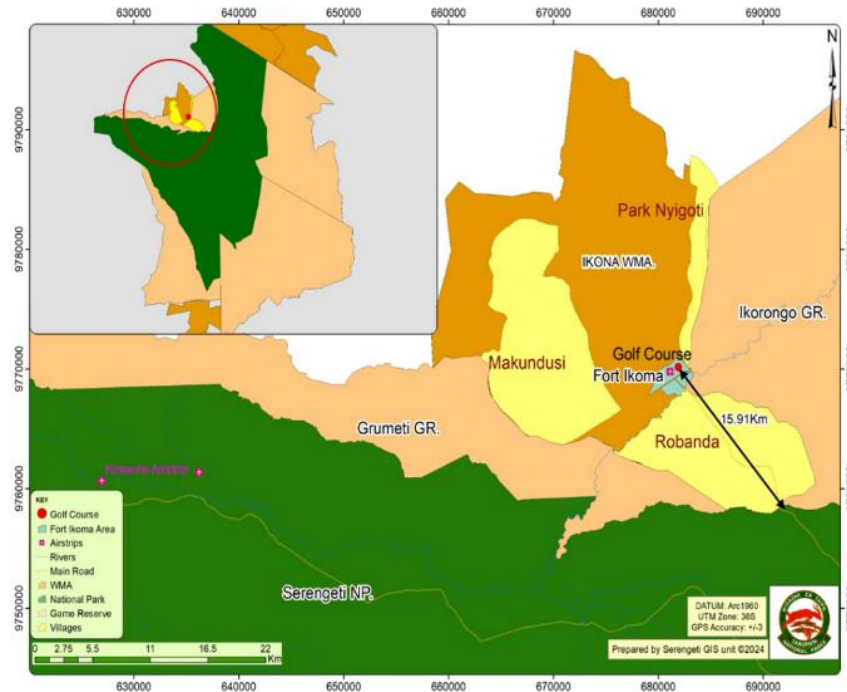 630000 640000 650000 660000 670000 680000 690000
N
9790000
9780000
9770000
9760000
9750000
Park Nyigoti
IKONA WMA.
Ikorongo GR.
Golf Course
Makundusi
Fort Ikoma
15.91Km
Grumeti GR.
Robanda
Airstrip
KEY
Golf Course
Fort Ikoma Area
Airstrips
Rivers
Main Road
WMA
National Park
Game Reserve
Villages
Serengeti NP.
DATUM: Arc1960
UTM Zone: 36S
GPS Accuracy: +/-3
Prepared by Serengeti GIS unit ©2024
TANZANIA
NATIONAL PARKS
0 2.75 5.5 11 16.5 22
Km
630000 640000 650000 660000 670000 680000 690000